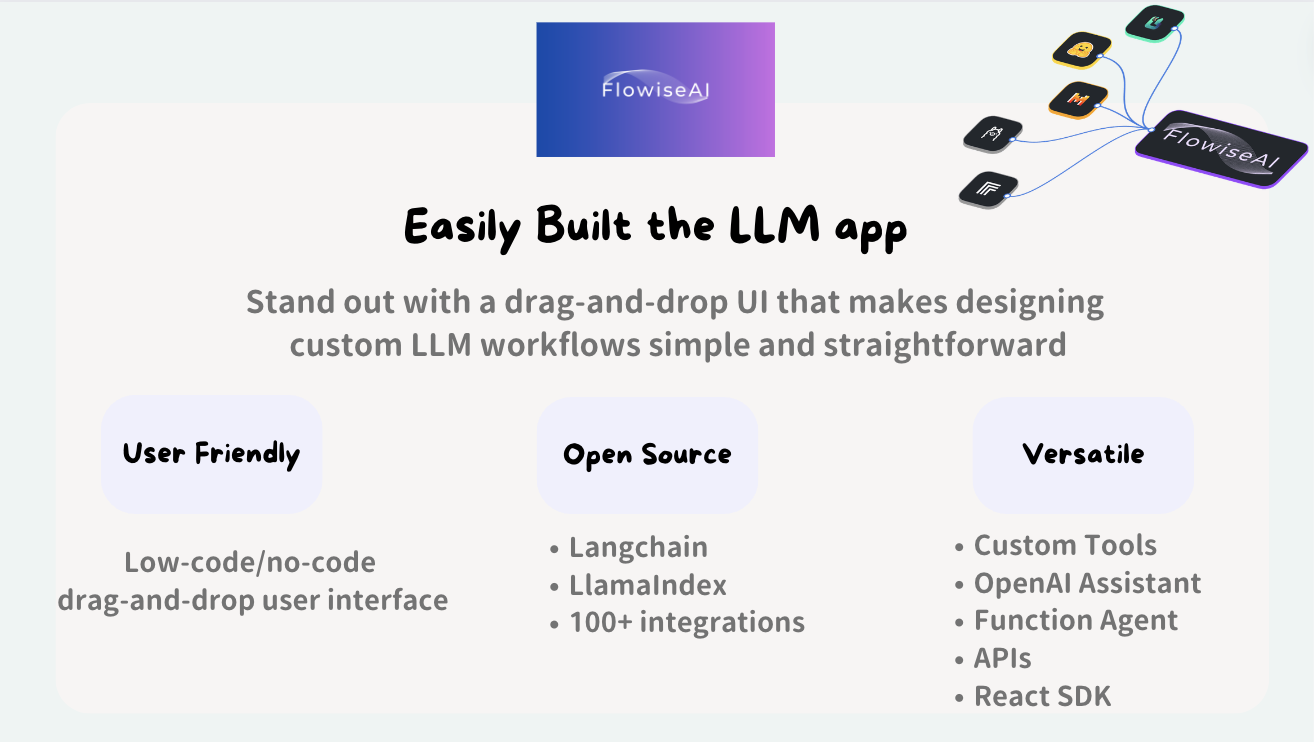 FlowiseAI
FlowiseAI
Easily Built the LLM app
Stand out with a drag-and-drop UI that makes designing
custom LLM workflows simple and straightforward
User Friendly
Low-code/no-code
drag-and-drop user interface
Open Source
• Langchain
• LlamaIndex
• 100+ integrations
Versatile
• Custom Tools
• OpenAI Assistant
• Function Agent
• APIs
• React SDK